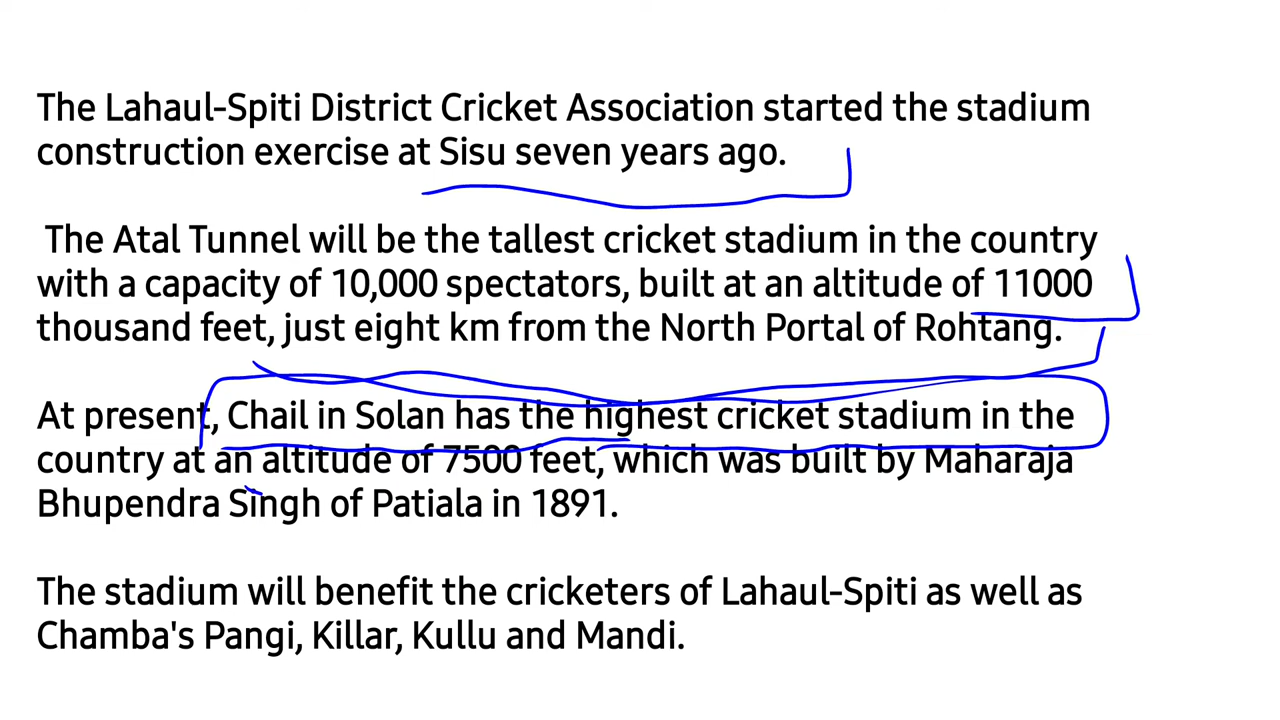 The Lahaul-Spiti District Cricket Association started the stadium
construction exercise at Sisu seven years ago.
The Atal Tunnel will be the tallest cricket stadium in the country
with a capacity of 10,000 spectators, built at an altitude of 11000
thousand feet, just eight km from the North Portal of Rohtang.
At present, Chail in Solan has the highest cricket stadium in the
country at an altitude of 7500 feet, which was built by Maharaja
Bhupendra Singh of Patiala in 1891.
The stadium will benefit the cricketers of Lahaul-Spiti as well as
Chamba's Pangi, Killar, Kullu and Mandi.